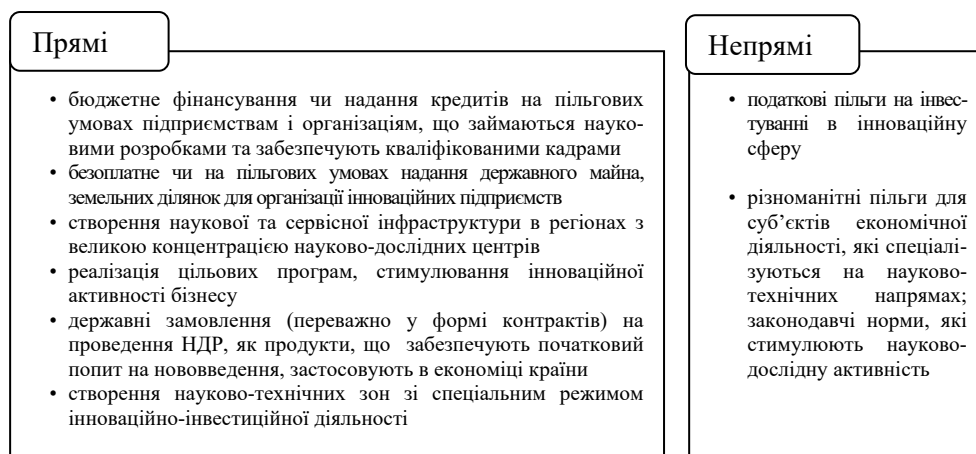 Прямі
• бюджетне фінансування чи надання кредитів на пільгових
умовах підприємствам і організаціям, що займаються науко-
вими розробками та забезпечують кваліфікованими кадрами
• безоплатне чи на пільгових умовах надання державного майна,
земельних ділянок для організації інноваційних підприємств
• створення наукової та сервісної інфраструктури в регіонах з
великою концентрацією науково-дослідних центрів
• реалізація цільових програм, стимулювання інноваційної
активності бізнесу
• державні замовлення (переважно у формі контрактів) на
проведення НДР, як продукти, що забезпечують початковий
попит на нововведення, застосовують в економіці країни
• створення науково-технічних зон зі спеціальним режимом
інноваційно-інвестиційної діяльності
Непрямі
• податкові пільги на інвес-
туванні в інноваційну
сферу
• різноманітні пільги для
суб’єктів економічної
діяльності, які спеціалі-
зуються на науково-
технічних напрямах;
законодавчі норми, які
стимулюють науково-
дослідну активність